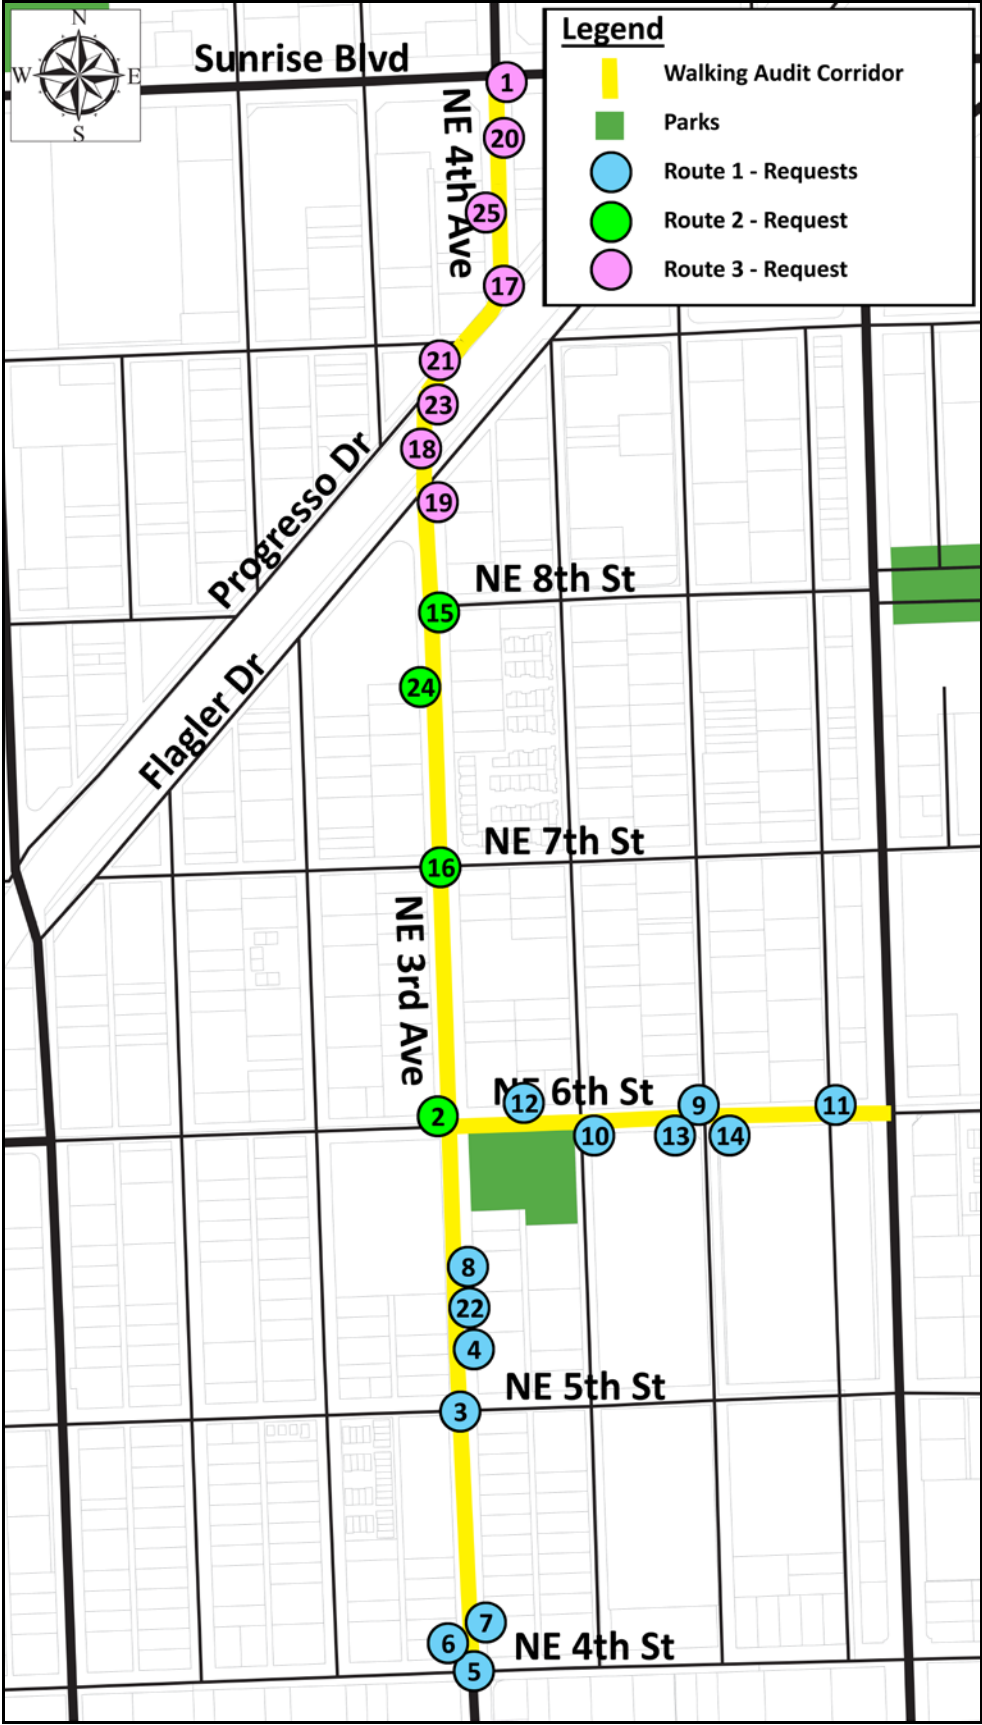 N
W E
S
Sunrise Blvd
NE 4th Ave
Legend
Walking Audit Corridor
Parks
Route 1 - Requests
Route 2 - Request
Route 3 - Request
1
20
25
17
21
23
18
19
Progresso Dr
Flagler Dr
NE 8th St
15
24
NE 7th St
16
NE 3rd Ave
NE 6th St
2
12
10
13
9
14
11
8
22
4
NE 5th St
3
7
6
NE 4th St
5